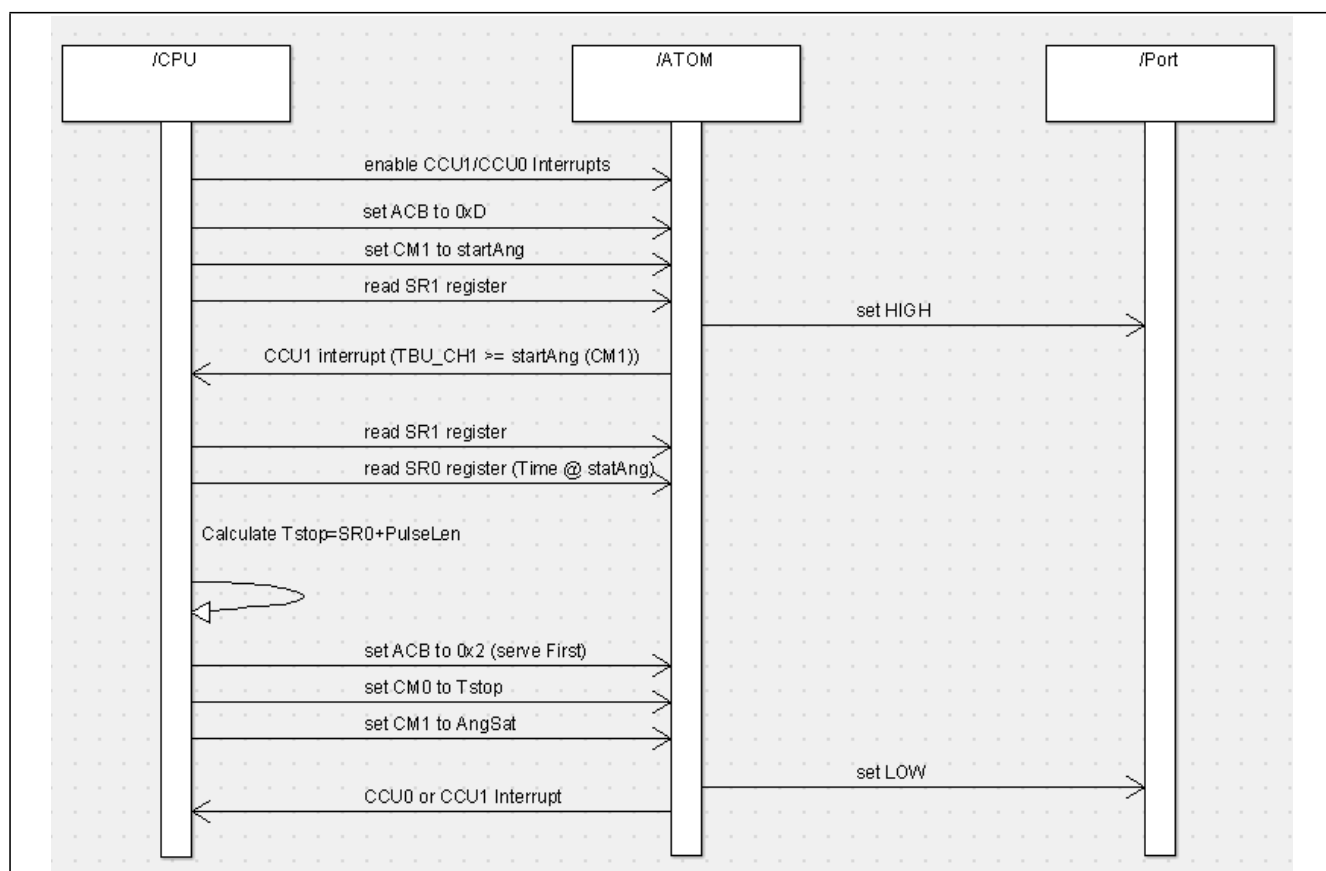 /CPU
/ATOM
/Port
enable CCU1/CCU0 Interrupts
set ACB to 0xD
set CM1 to startAng
read SR1 register
set HIGH
CCU1 interrupt (TBU_CH1 >= startAng (CM1))
read SR1 register
read SR0 register (Time @ statAng)
Calculate Tstop=SR0+PulseLen
set ACB to 0x2 (serve First)
set CM0 to Tstop
set CM1 to AngSat
set LOW
CCU0 or CCU1 Interrupt